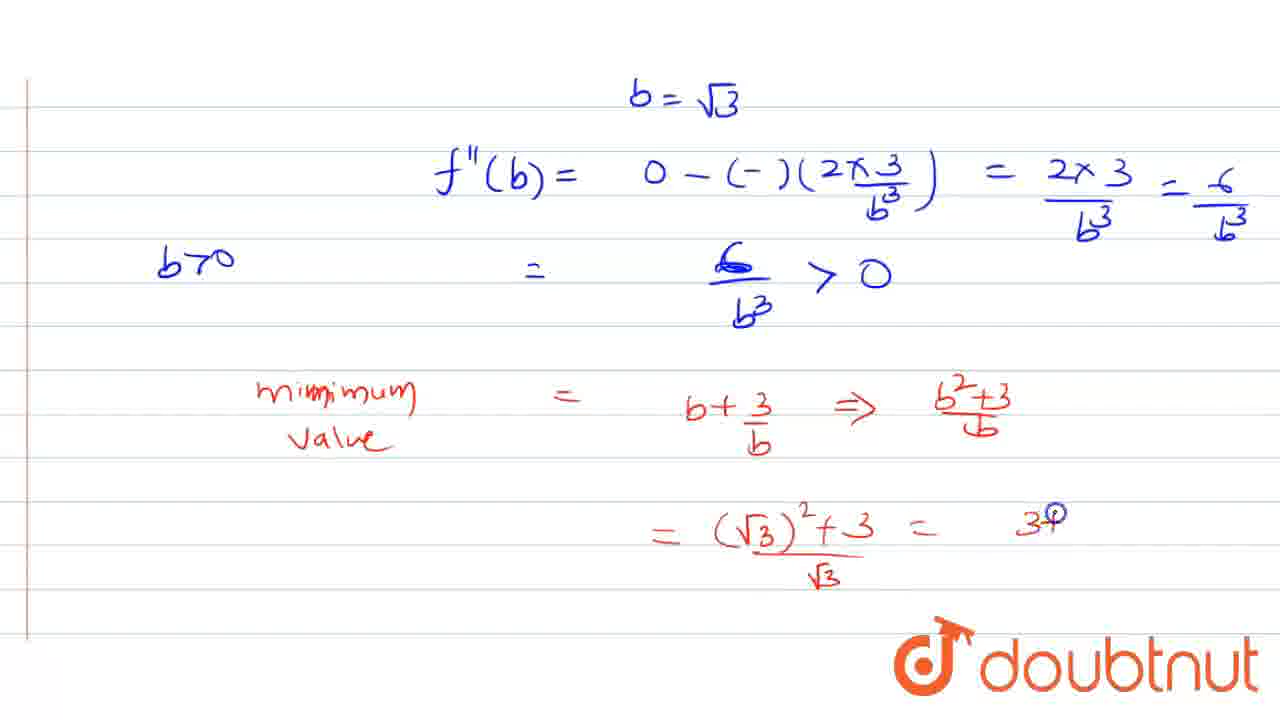 b = √3
f"(b) = 0 - (-)(2×3/b³) = 2×3/b³ = 6/b³
b>0 = 6/b³ > 0
minimum value = b + 3/b ⇒ b²+3/b
= (√3)²+3/√3 = 3+
doubtnut